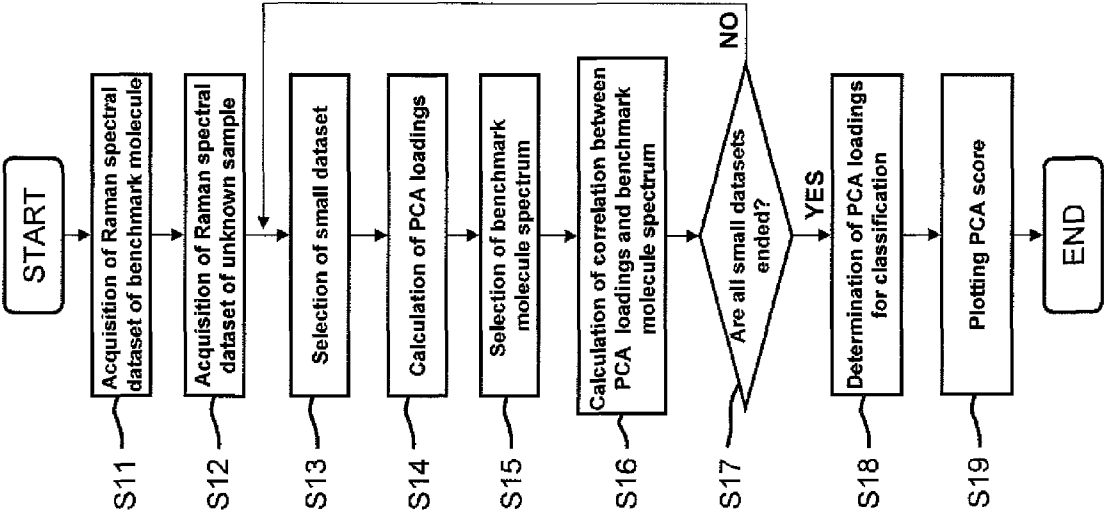 START
S11
Acquisition of Raman spectral
dataset of benchmark molecule
S12
Acquisition of Raman spectral
dataset of unknown sample
S13
Selection of small dataset
S14
Calculation of PCA loadings
S15
Selection of benchmark
molecule spectrum
S16
Calculation of correlation between
PCA loadings and benchmark
molecule spectrum
S17
Are all small datasets
ended?
NO
YES
S18
Determination of PCA loadings
for classification
S19
Plotting PCA score
END